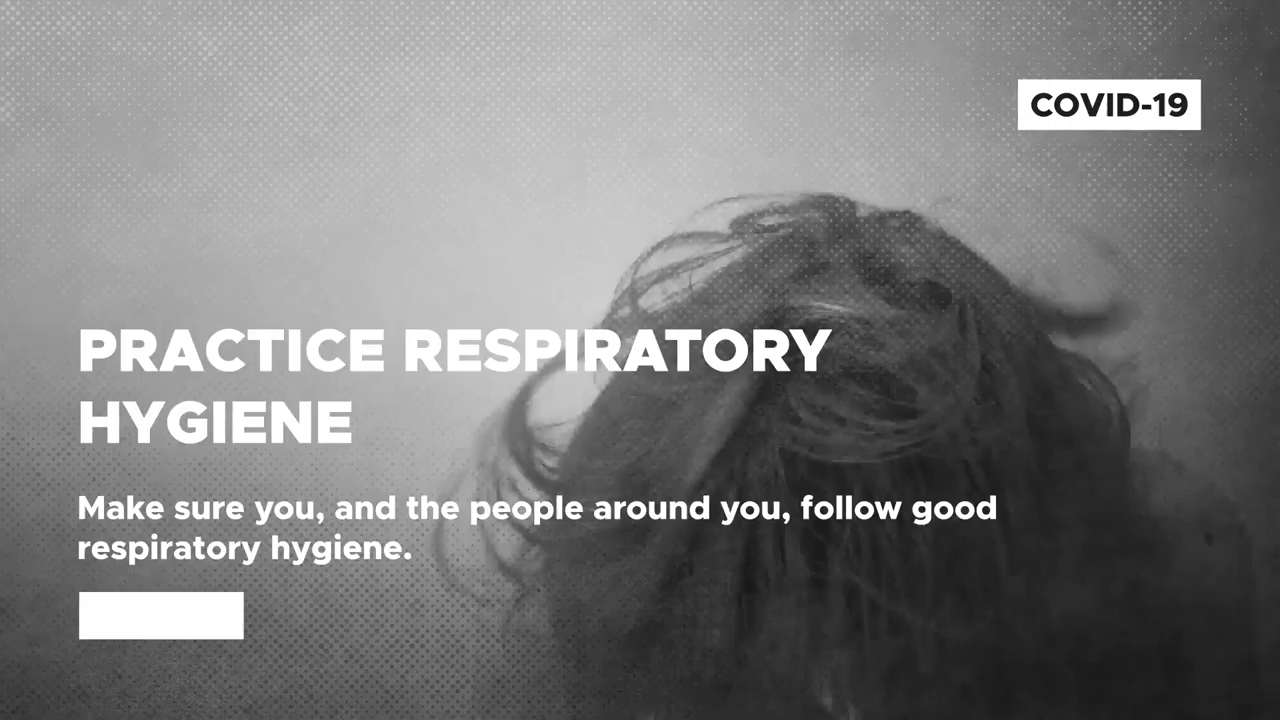 COVID-19
PRACTICE RESPIRATORY
HYGIENE
Make sure you, and the people around you, follow good
respiratory hygiene.